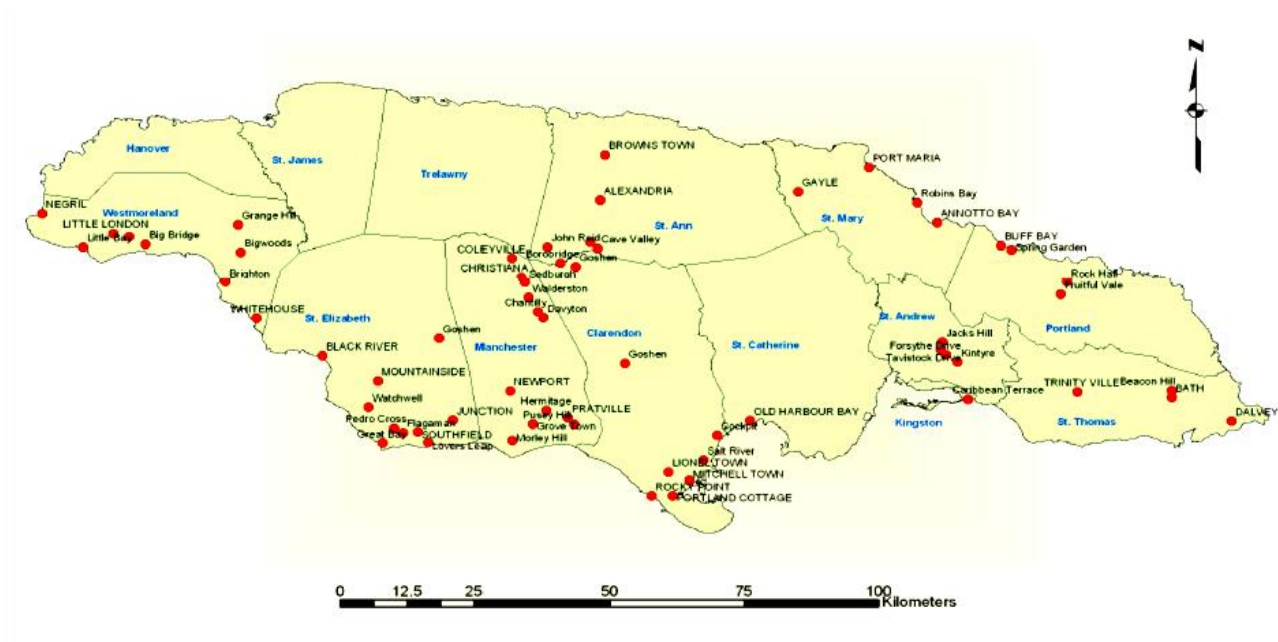 N
BROWNS TOWN
PORT MARIA
Hanover
St. James
Trelawny
GAYLE
ALEXANDRIA
Robins Bay
NEGRIL
Westmoreland
Grange Hill
St. Ann
St. Mary
ANNOTTO BAY
LITTLE LONDON
Little Bay
Big Bridge
Bigwoods
John Reid
Cave Valley
BUFF BAY
Spring Garden
COLEYVILLE
Borobridge
Goshen
CHRISTIANA
Sedburgh
Brighton
Rock Hall
Fruitful Vale
Walderston
Chantilly
Davyton
WHITEHOUSE
St. Elizabeth
Goshen
Manchester
Clarendon
St. Catherine
St. Andrew
Portland
Jacks Hill
Forsythe Drive
Tavistock Drive
Kintyre
BLACK RIVER
Goshen
MOUNTAINSIDE
NEWPORT
Caribbean Terrace
TRINITY VILLE
Beacon Hill
BATH
Watchwell
Hermitage
JUNCTION
Pusey Hill
PRATVILLE
OLD HARBOUR BAY
DALVEY
Pedro Cross
Flagaman
Grove Town
Kingston
St. Thomas
Great Bay
SOUTHFIELD
Morley Hill
Cockpit
Lovers Leap
Salt River
LIONEL TOWN
MITCHELL TOWN
ROCKY POINT
PORTLAND COTTAGE
0 12.5 25 50 75 100
Kilometers